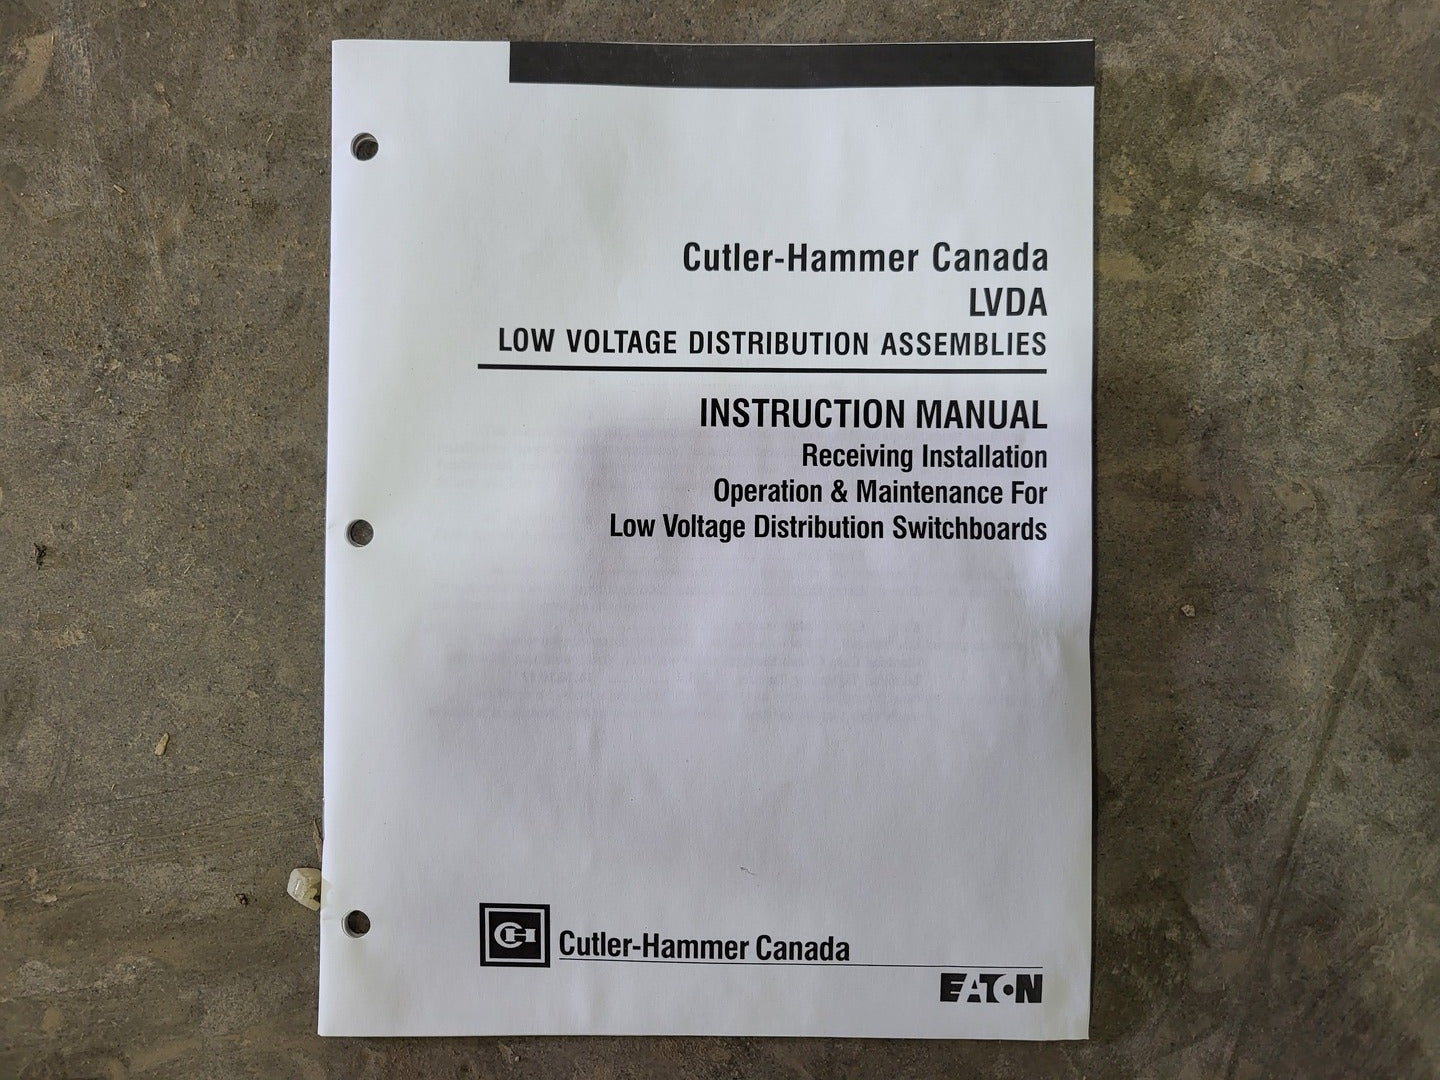 Cutler-Hammer Canada
LVDA
LOW VOLTAGE DISTRIBUTION ASSEMBLIES
INSTRUCTION MANUAL
Receiving Installation
Operation & Maintenance For
Low Voltage Distribution Switchboards
CH Cutler-Hammer Canada
EATON